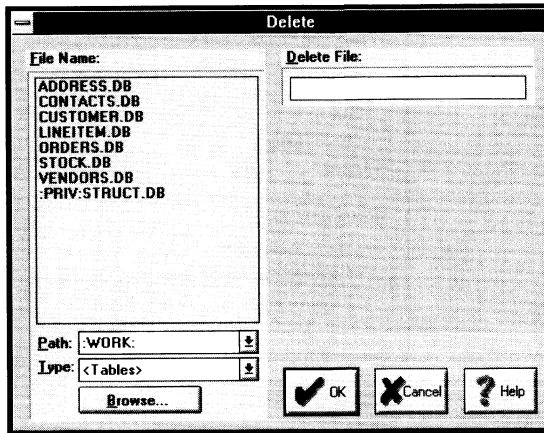 Delete
File Name:
ADDRESS.DB
CONTACTS.DB
CUSTOMER.DB
LINEITEM.DB
ORDERS.DB
STOCK.DB
VENDORS.DB
:PRIV:STRUCT.DB
Path: :WORK:
Type: <Tables>
Browse...
Delete File:
OK
Cancel
Help